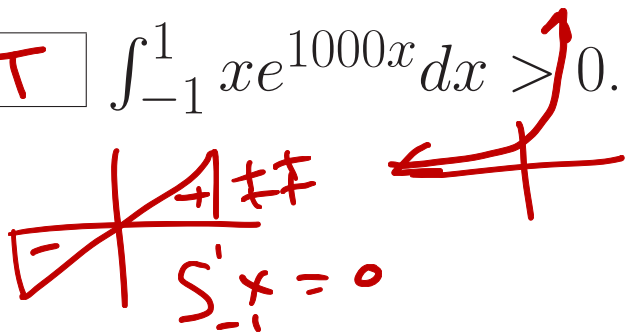 T ∫_{-1}^{1} xe^{1000x}dx > 0.
- + ++
∫_{-1}^{1} x = 0